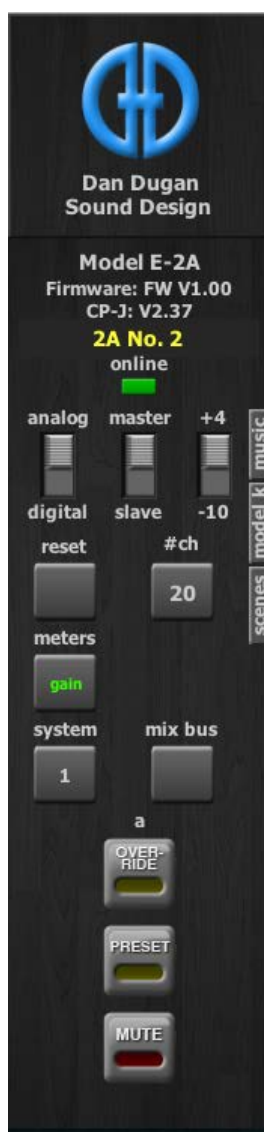 Dan Dugan
Sound Design
Model E-2A
Firmware: FW V1.00
CP-J: V2.37
2A No. 2
online
analog master +4
digital slave -10
music
model k
scenes
reset #ch
20
meters
gain
system mix bus
1
a
OVER-
RIDE
PRESET
MUTE